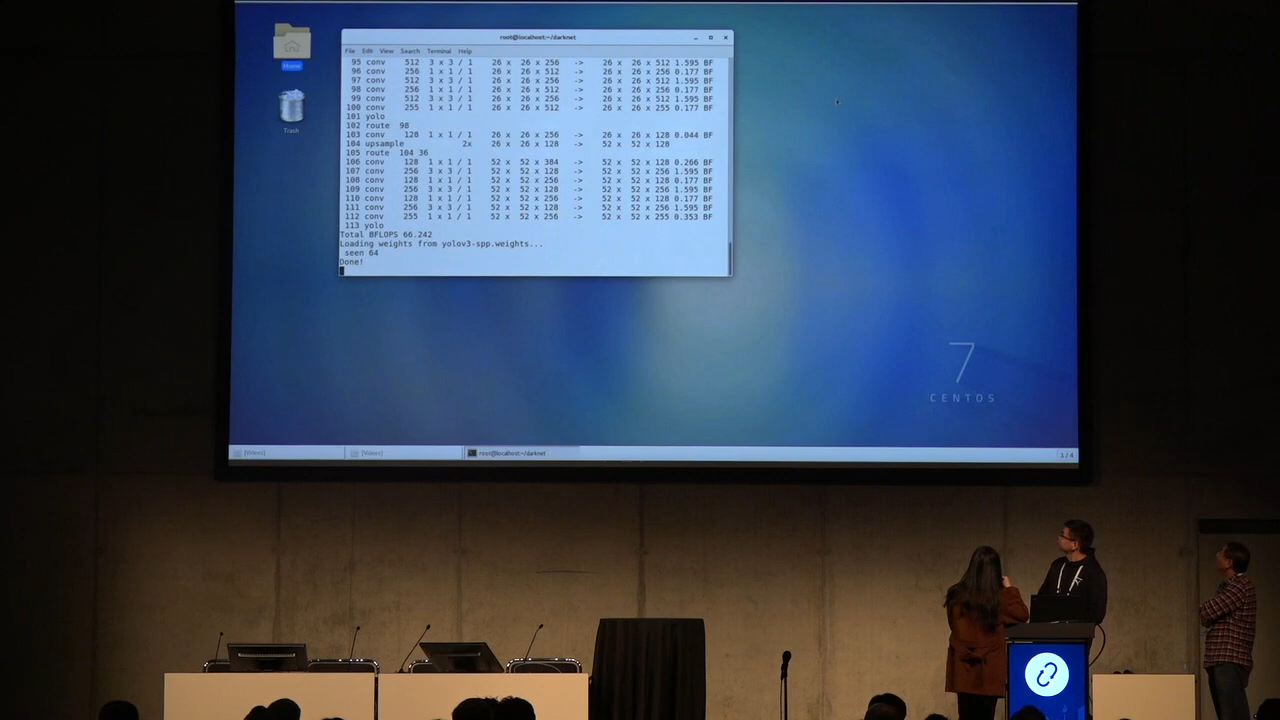 Home
Trash
root@localhost:~/darknet
File Edit View Search Terminal Help
95 conv 512 3 x 3 / 1 26 x 26 x 256 -> 26 x 26 x 512 1.595 BF
96 conv 256 1 x 1 / 1 26 x 26 x 512 -> 26 x 26 x 256 0.177 BF
97 conv 512 3 x 3 / 1 26 x 26 x 256 -> 26 x 26 x 512 1.595 BF
98 conv 256 1 x 1 / 1 26 x 26 x 512 -> 26 x 26 x 256 0.177 BF
99 conv 512 3 x 3 / 1 26 x 26 x 256 -> 26 x 26 x 512 1.595 BF
100 conv 255 1 x 1 / 1 26 x 26 x 512 -> 26 x 26 x 255 0.177 BF
101 yolo
102 route 98
103 conv 128 1 x 1 / 1 26 x 26 x 256 -> 26 x 26 x 128 0.044 BF
104 upsample 2x 26 x 26 x 128 -> 52 x 52 x 128
105 route 104 36
106 conv 128 1 x 1 / 1 52 x 52 x 384 -> 52 x 52 x 128 0.266 BF
107 conv 256 3 x 3 / 1 52 x 52 x 128 -> 52 x 52 x 256 1.595 BF
108 conv 128 1 x 1 / 1 52 x 52 x 256 -> 52 x 52 x 128 0.177 BF
109 conv 256 3 x 3 / 1 52 x 52 x 128 -> 52 x 52 x 256 1.595 BF
110 conv 128 1 x 1 / 1 52 x 52 x 256 -> 52 x 52 x 128 0.177 BF
111 conv 256 3 x 3 / 1 52 x 52 x 128 -> 52 x 52 x 256 1.595 BF
112 conv 255 1 x 1 / 1 52 x 52 x 256 -> 52 x 52 x 255 0.353 BF
113 yolo
Total BFLOPS 66.242
Loading weights from yolov3-spp.weights...
seen 64
Done!
7
CENTOS
[Videos] [Videos] root@localhost:~/darknet 1 / 4